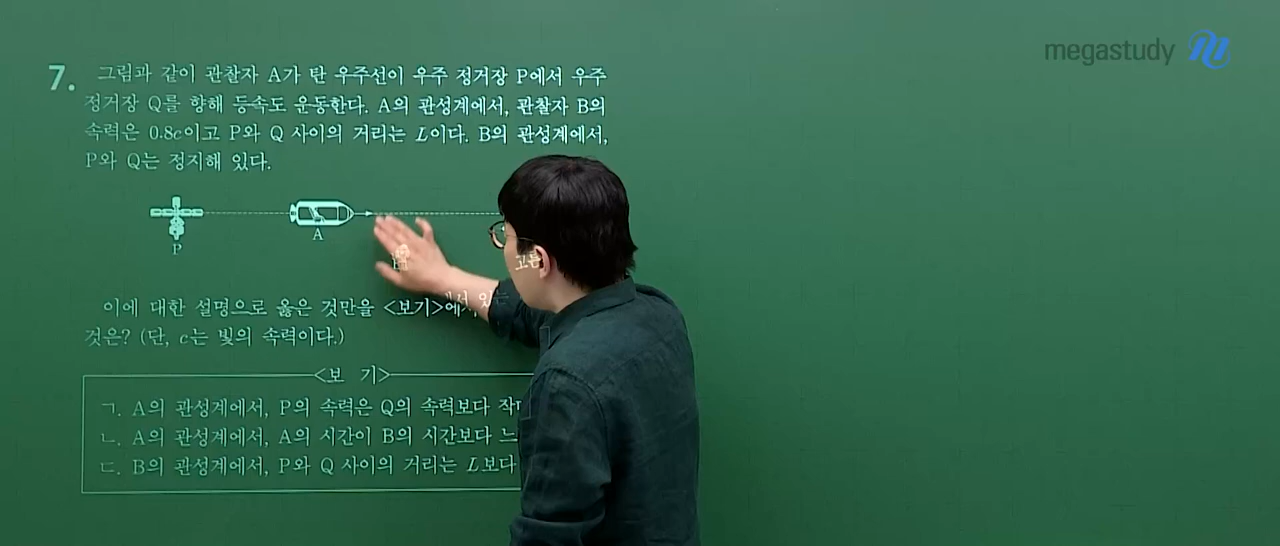 megastudy
7. 그림과 같이 관찰자 A가 탄 우주선이 우주 정거장 P에서 우주
정거장 Q를 향해 등속도 운동한다. A의 관성계에서, 관찰자 B의
속력은 0.8c이고 P와 Q 사이의 거리는 L이다. B의 관성계에서,
P와 Q는 정지해 있다.
A
P
이에 대한 설명으로 옳은 것만을 <보기>에서 있는
것은? (단, c는 빛의 속력이다.)
<보 기>
ㄱ. A의 관성계에서, P의 속력은 Q의 속력보다
ㄴ. A의 관성계에서, A의 시간이 B의 시간보다
ㄷ. B의 관성계에서, P와 Q 사이의 거리는 L보다